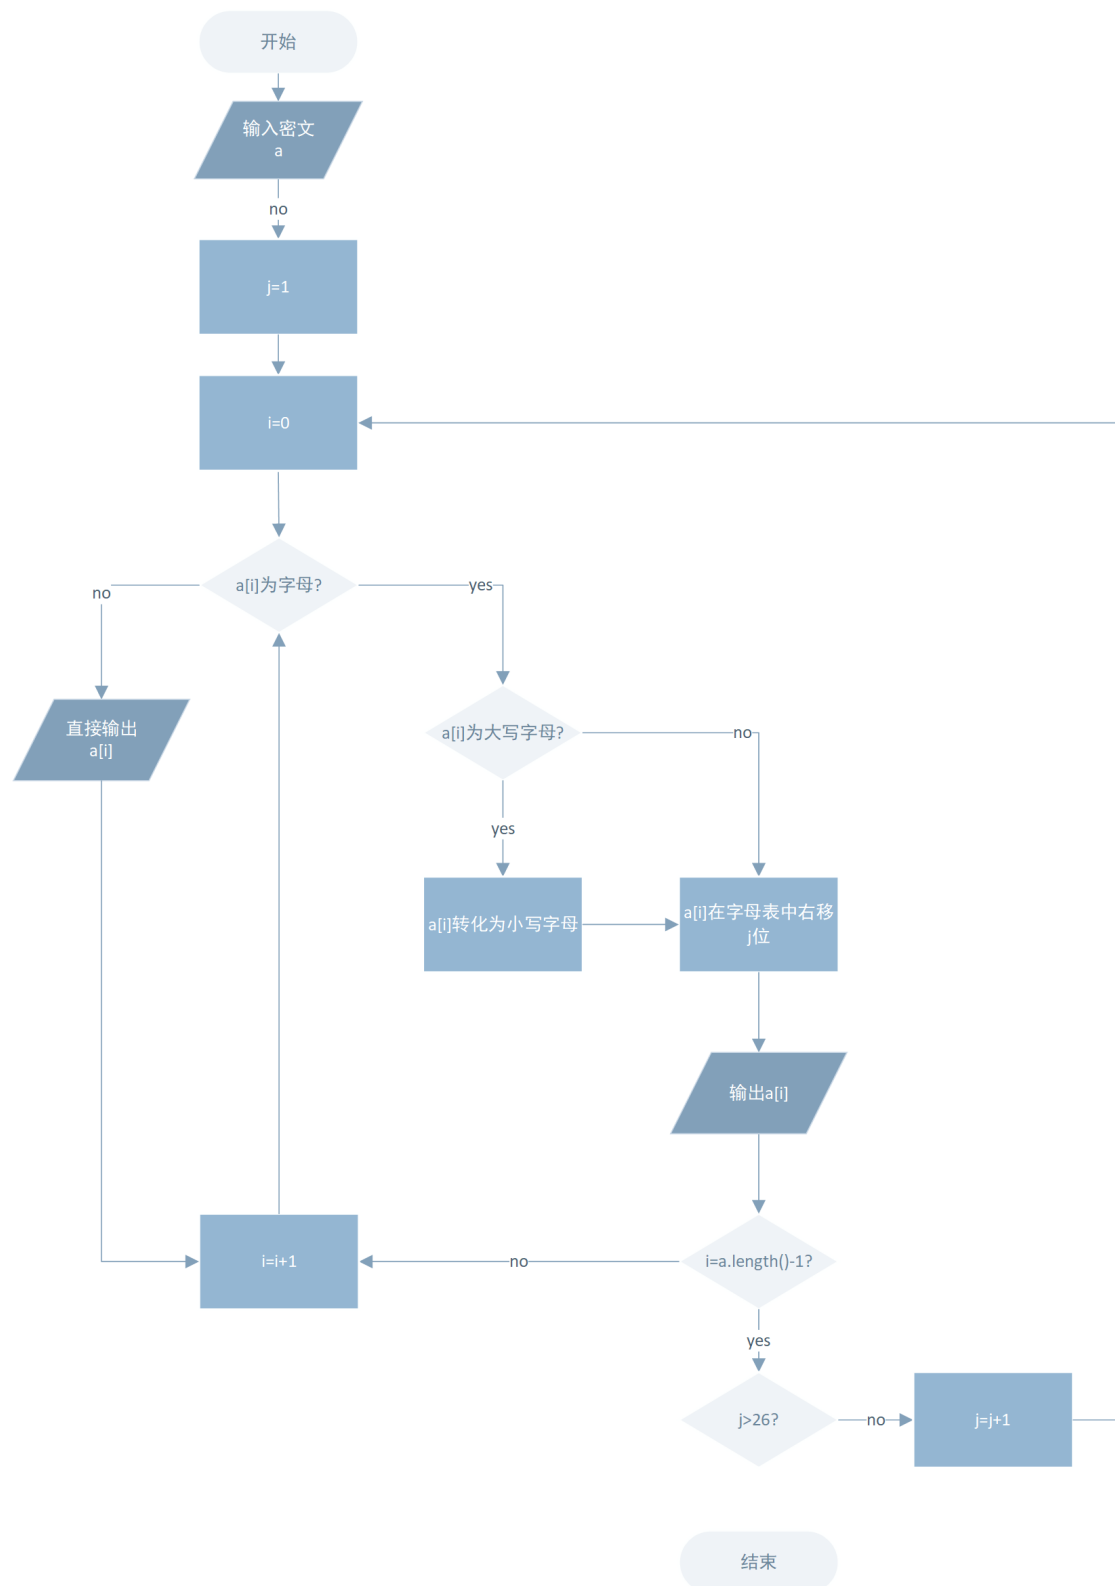 开始
输入密文
a
no
j=1
i=0
a[i]为字母?
no
yes
直接输出
a[i]
a[i]为大写字母?
no
yes
a[i]转化为小写字母
a[i]在字母表中右移
j位
输出a[i]
i=i+1
no
i=a.length()-1?
yes
j>26?
no
j=j+1
结束